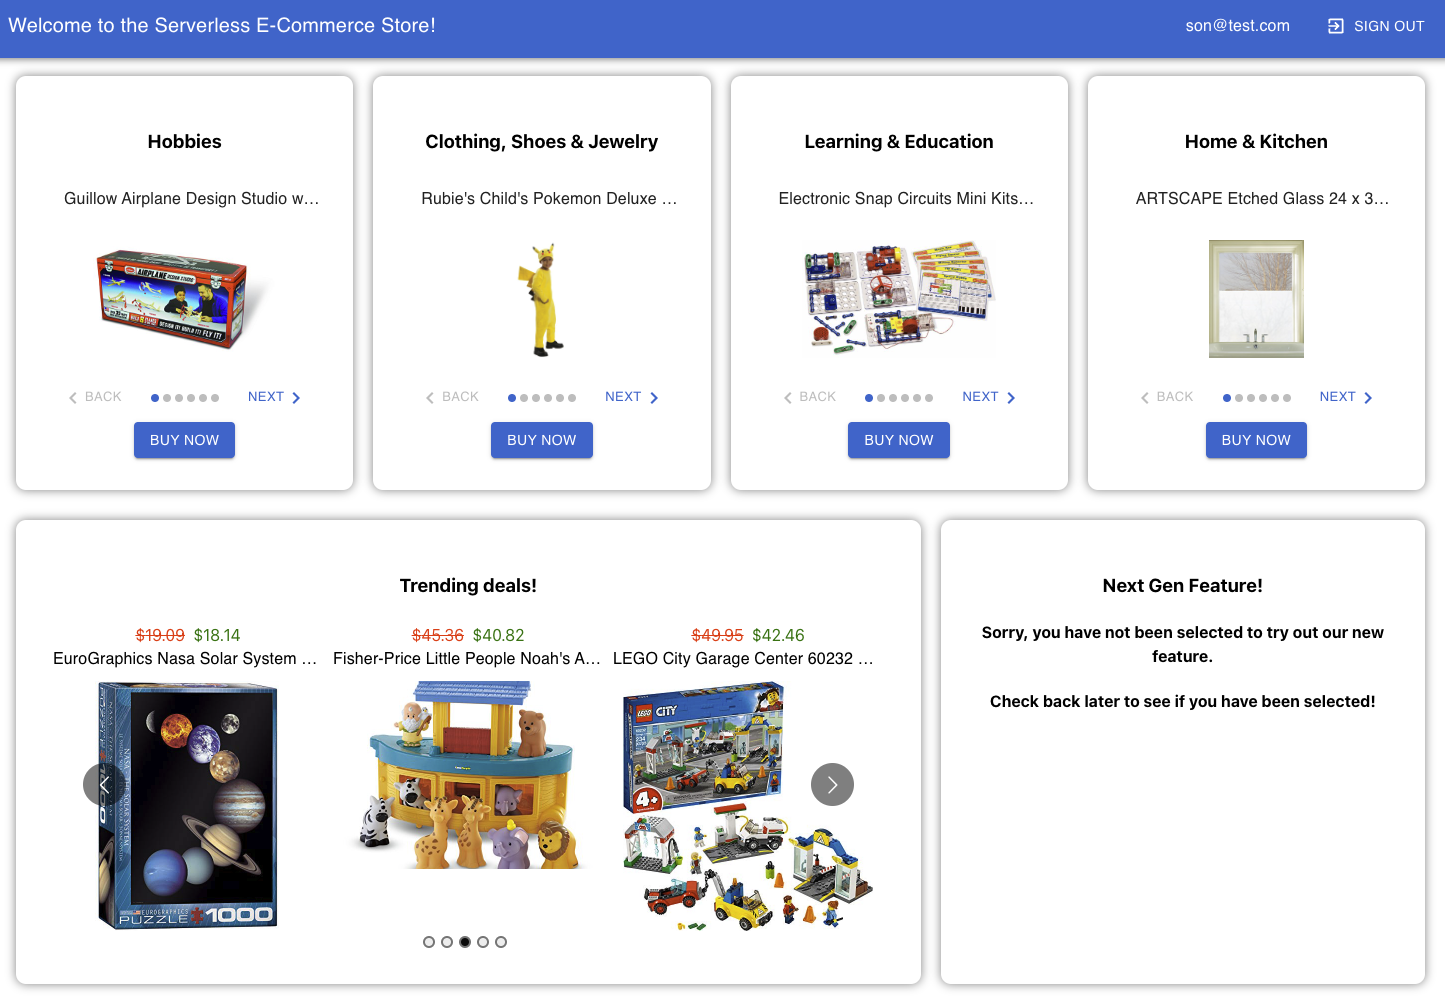 Welcome to the Serverless E-Commerce Store!
son@test.com
SIGN OUT
Hobbies
Guillow Airplane Design Studio w...
AIRPLANE DESIGN STUDIO
DESIGN IT! BUILD IT! FLY IT!
BACK
NEXT
BUY NOW
Clothing, Shoes & Jewelry
Rubie's Child's Pokemon Deluxe ...
BACK
NEXT
BUY NOW
Learning & Education
Electronic Snap Circuits Mini Kits...
BACK
NEXT
BUY NOW
Home & Kitchen
ARTSCAPE Etched Glass 24 x 3...
BACK
NEXT
BUY NOW
Trending deals!
$19.09 $18.14
EuroGraphics Nasa Solar System ...
NASA · THE SOLAR SYSTEM
EUROGRAPHICS
PUZZLE 1000
$45.36 $40.82
Fisher-Price Little People Noah's A...
$49.95 $42.46
LEGO City Garage Center 60232 ...
LEGO CITY
4+
Next Gen Feature!
Sorry, you have not been selected to try out our new
feature.
Check back later to see if you have been selected!